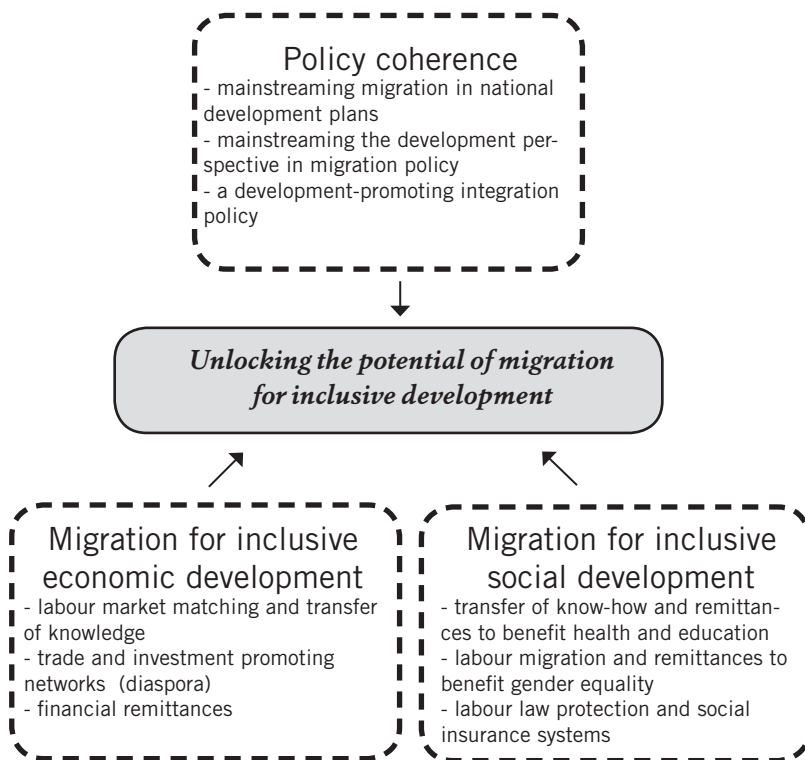 Policy coherence
- mainstreaming migration in national
development plans
- mainstreaming the development per-
spective in migration policy
- a development-promoting integration
policy
Unlocking the potential of migration
for inclusive development
Migration for inclusive
economic development
- labour market matching and transfer
of knowledge
- trade and investment promoting
networks (diaspora)
- financial remittances
Migration for inclusive
social development
- transfer of know-how and remittan-
ces to benefit health and education
- labour migration and remittances to
benefit gender equality
- labour law protection and social
insurance systems